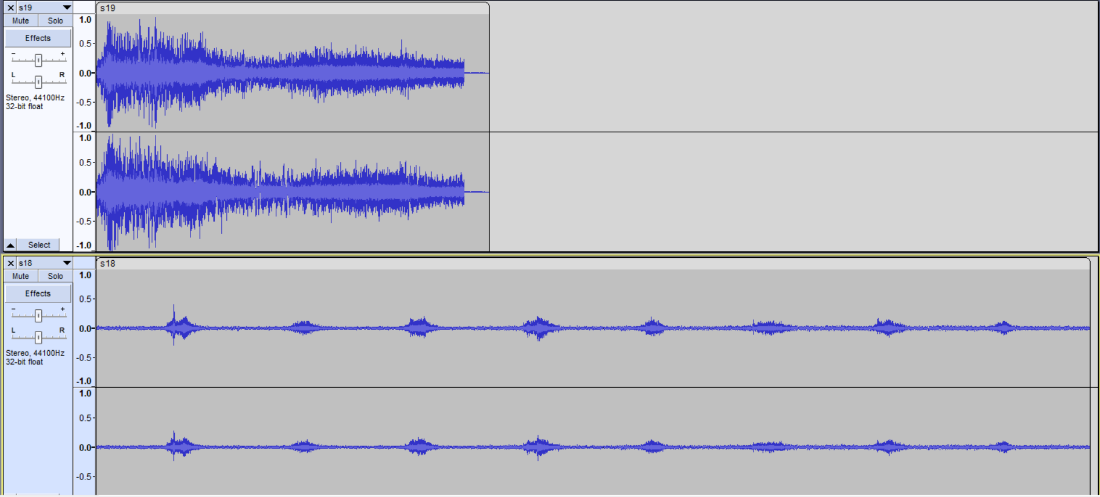 s19
s19
Mute Solo
Effects
- +
L R
Stereo, 44100Hz
32-bit float
Select
1.0
0.5-
0.0-
-0.5-
-1.0
1.0
0.5-
0.0-
-0.5-
-1.0
s18
s18
Mute Solo
Effects
- +
L R
Stereo, 44100Hz
32-bit float
1.0
0.5-
0.0-
-0.5-
-1.0
1.0
0.5-
0.0-
-0.5-